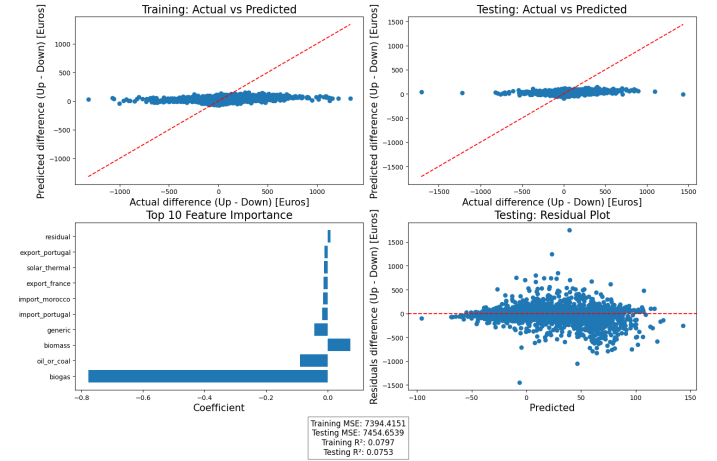 Training: Actual vs Predicted
Predicted difference (Up - Down) [Euros]
1000
500
0
−500
−1000
−1000
−500
0
500
1000
Actual difference (Up - Down) [Euros]
Testing: Actual vs Predicted
Predicted difference (Up - Down) [Euros]
1500
1000
500
0
−500
−1000
−1500
−1500
−1000
−500
0
500
1000
1500
Actual difference (Up - Down) [Euros]
Top 10 Feature Importance
residual
export_portugal
solar_thermal
export_france
import_morocco
import_portugal
generic
biomass
oil_or_coal
biogas
−0.8
−0.6
−0.4
−0.2
0.0
Coefficient
Testing: Residual Plot
Residuals difference (Up - Down) [Euros]
1500
1000
500
0
−500
−1000
−1500
−100
−50
0
50
100
150
Predicted
Training MSE: 7394.4151
Testing MSE: 7454.6539
Training R²: 0.0797
Testing R²: 0.0753